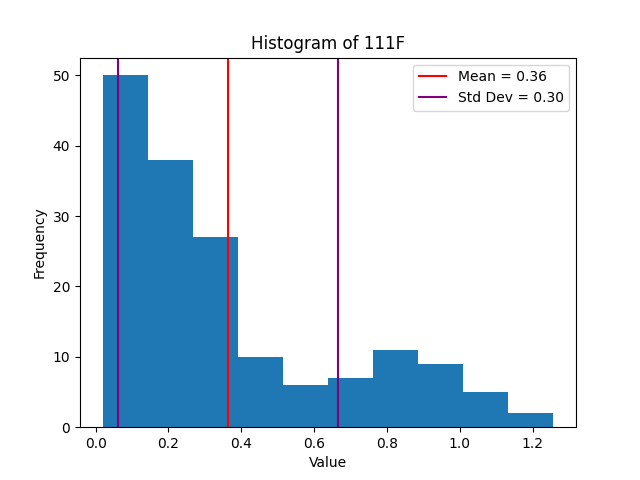 Histogram of 111F
Mean = 0.36
Std Dev = 0.30
50
40
30
20
10
0
Frequency
0.0 0.2 0.4 0.6 0.8 1.0 1.2
Value